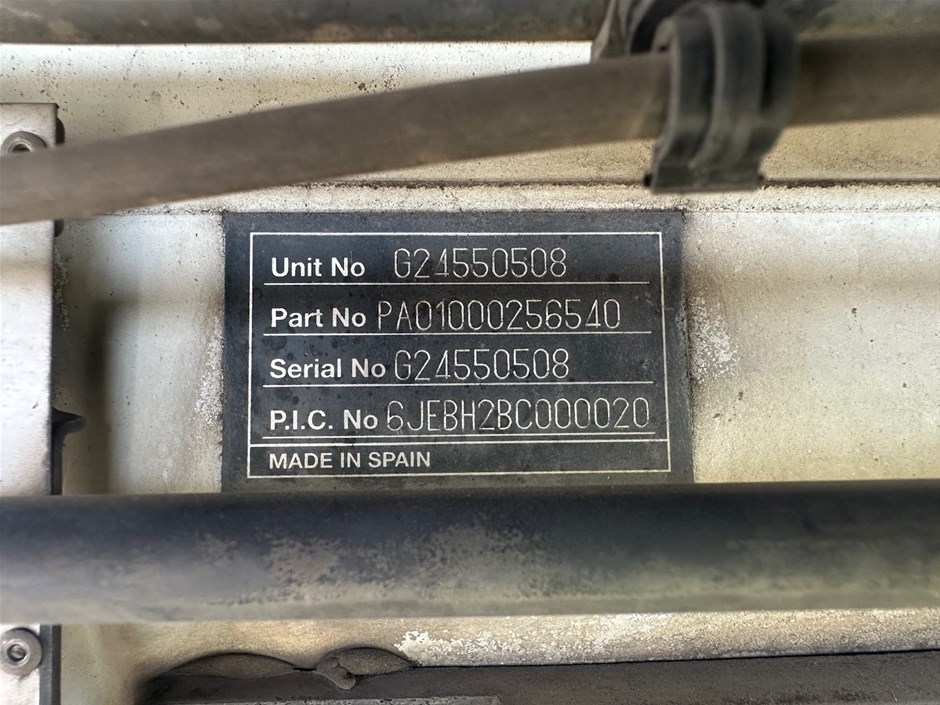 Unit No G24550508
Part No PA01000256540
Serial No G24550508
P.I.C. No 6JEBH2BC000020
MADE IN SPAIN